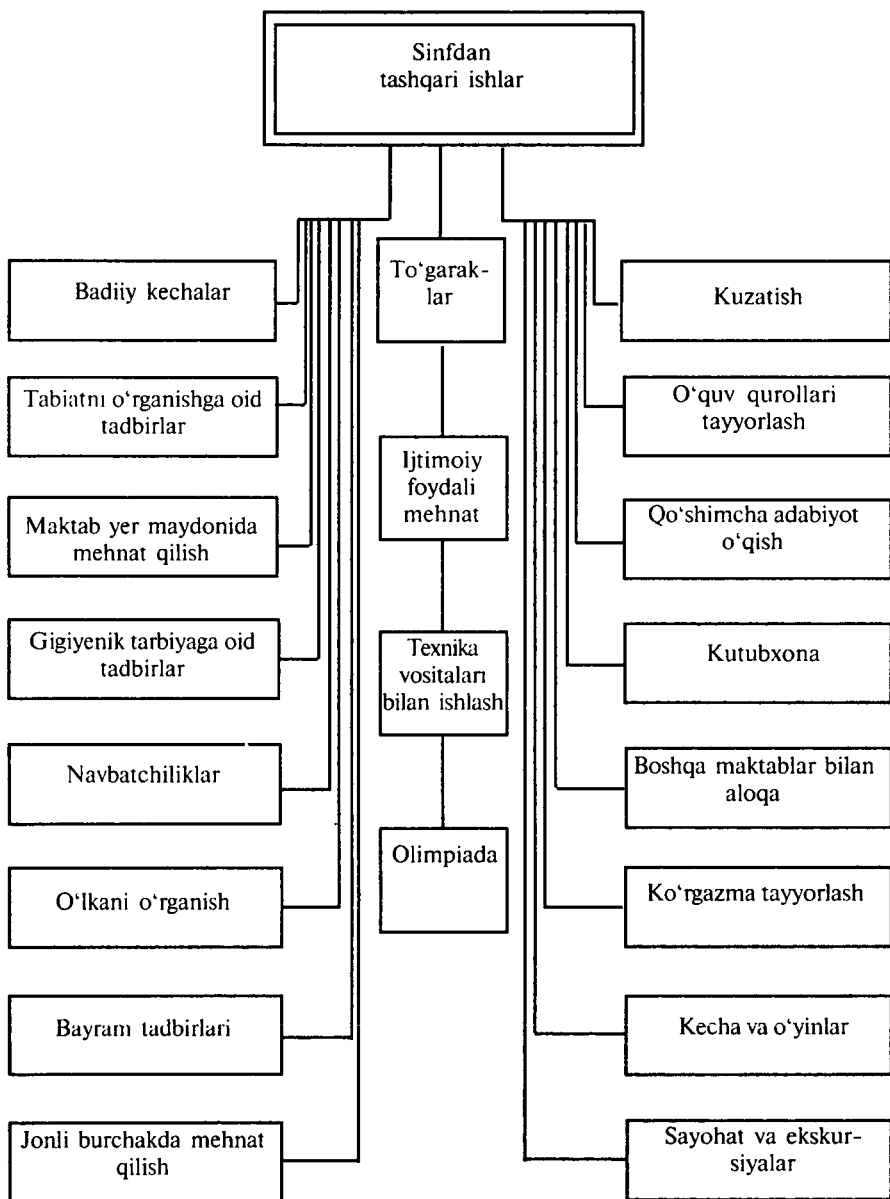 Sinfdan
tashqari ishlar
Badiiy kechalar
Tabiatni o‘rganishga oid
tadbirlar
Maktab yer maydonida
mehnat qilish
Gigiyenik tarbiyaga oid
tadbirlar
Navbatchiliklar
O‘lkani o‘rganish
Bayram tadbirlari
Jonli burchakda mehnat
qilish
To‘garak-
lar
Ijtimoiy
foydali
mehnat
Texnika
vositalari
bilan ishlash
Olimpiada
Kuzatish
O‘quv qurollari
tayyorlash
Qo‘shimcha adabiyot
o‘qish
Kutubxona
Boshqa maktablar bilan
aloqa
Ko‘rgazma tayyorlash
Kecha va o‘yinlar
Sayohat va ekskur-
siyalar